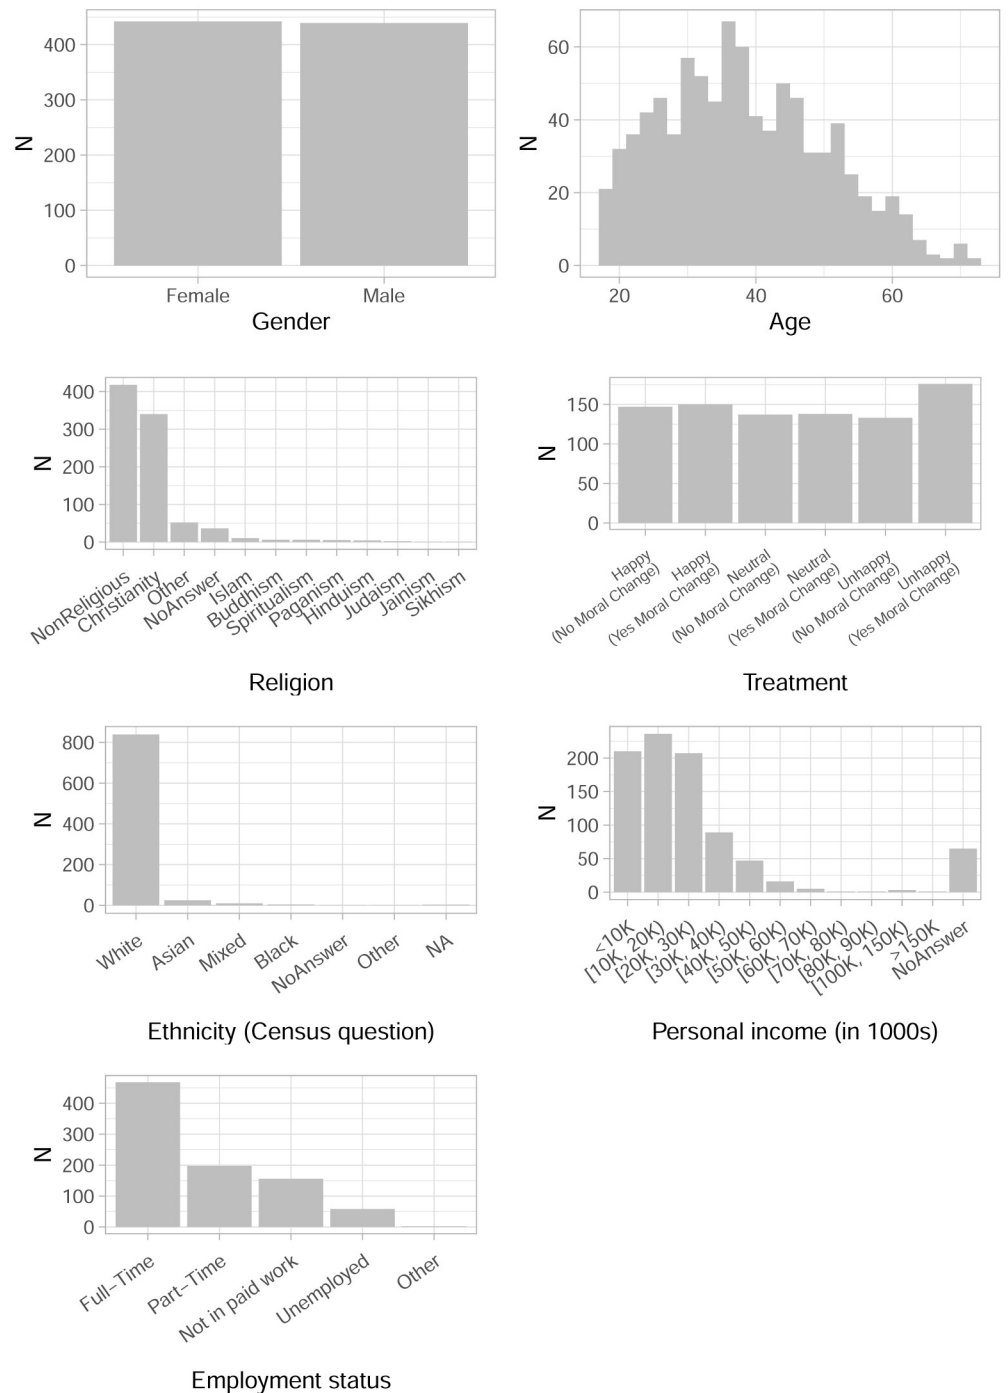 N
400
300
200
100
0
Female
Male
Gender
N
60
40
20
0
20
40
60
Age
N
400
300
200
100
0
NonReligious
Christianity
Other
NoAnswer
Islam
Buddhism
Spiritualism
Paganism
Hinduism
Judaism
Jainism
Sikhism
Religion
N
150
100
50
0
Happy
(No Moral Change)
Happy
(Yes Moral Change)
Neutral
(No Moral Change)
Neutral
(Yes Moral Change)
Unhappy
(No Moral Change)
Unhappy
(Yes Moral Change)
Treatment
N
800
600
400
200
0
White
Asian
Mixed
Black
NoAnswer
Other
NA
Ethnicity (Census question)
N
200
150
100
50
0
<10K
[10K, 20K)
[20K, 30K)
[30K, 40K)
[40K, 50K)
[50K, 60K)
[60K, 70K)
[70K, 80K)
[80K, 90K)
[100K, 150K)
>150K
NoAnswer
Personal income (in 1000s)
N
400
300
200
100
0
Full−Time
Part−Time
Not in paid work
Unemployed
Other
Employment status